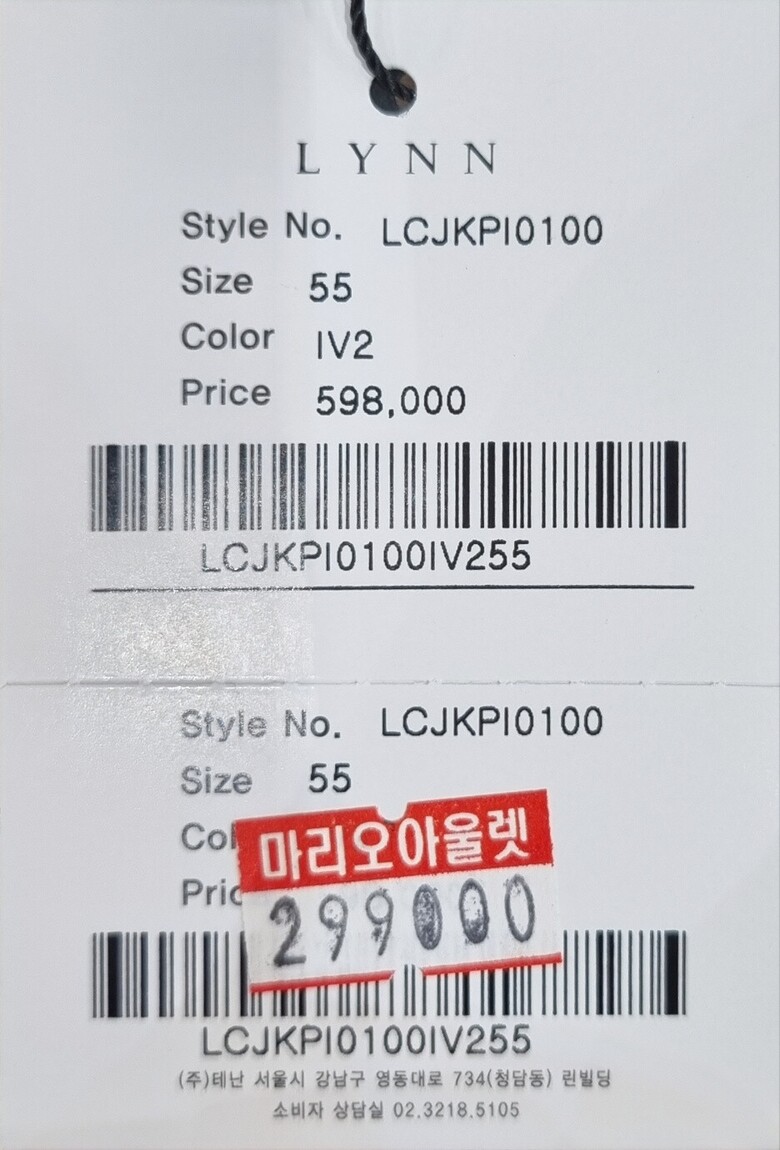 LYNN
Style No. LCJKPI0100
Size 55
Color IV2
Price 598,000
LCJKPI0100IV255
Style No. LCJKPI0100
Size 55
마리오아울렛
299000
LCJKPI0100IV255
(주)테난 서울시 강남구 영동대로 734(청담동) 린빌딩
소비자 상담실 02.3218.5105